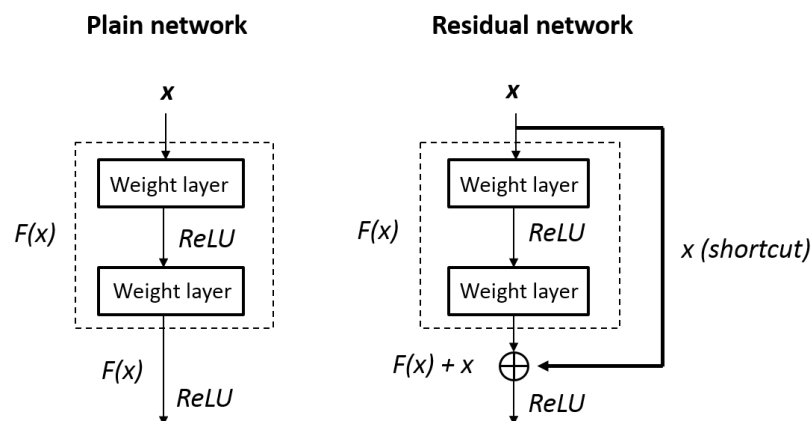 Plain network
x
Weight layer
F(x)
ReLU
Weight layer
F(x)
ReLU
Residual network
x
Weight layer
F(x)
ReLU
x (shortcut)
Weight layer
F(x) + x
ReLU